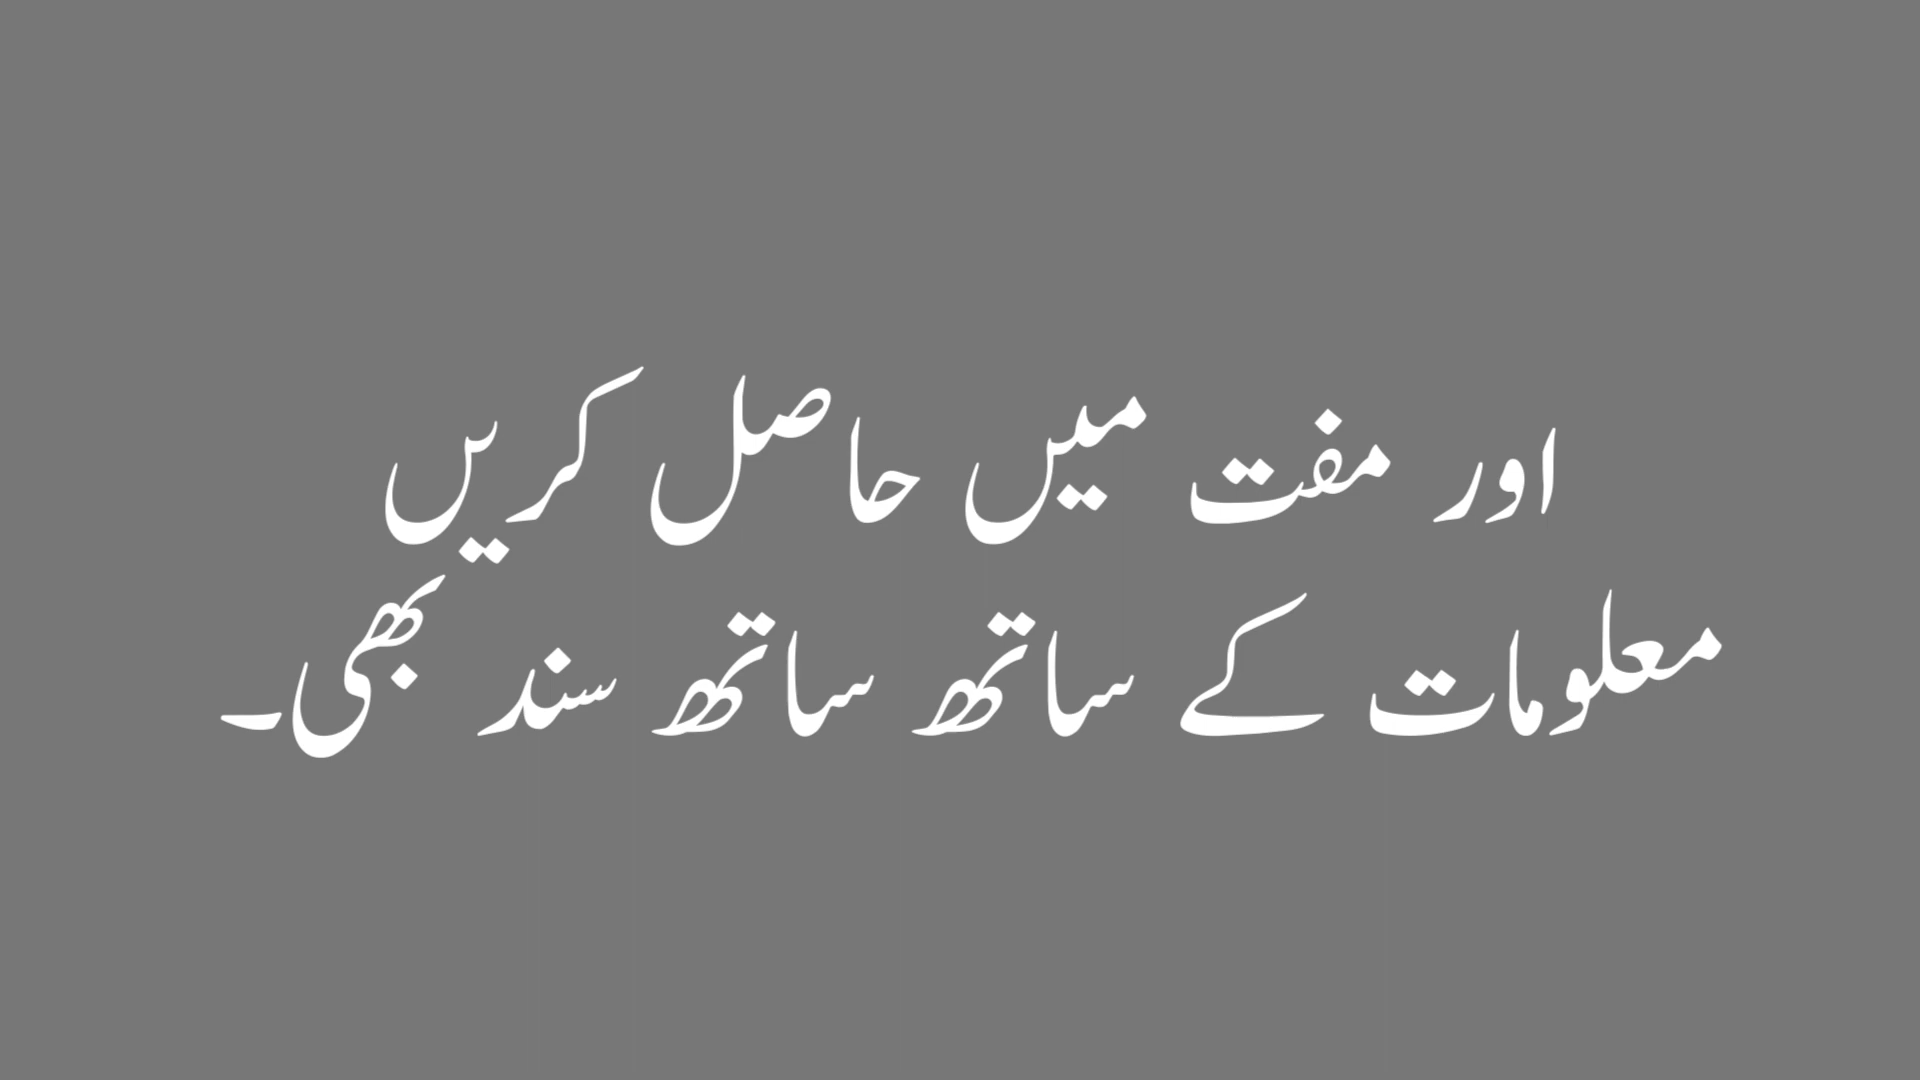 اور مفت میں حاصل کریں
معلومات کے ساتھ ساتھ سند بھی۔